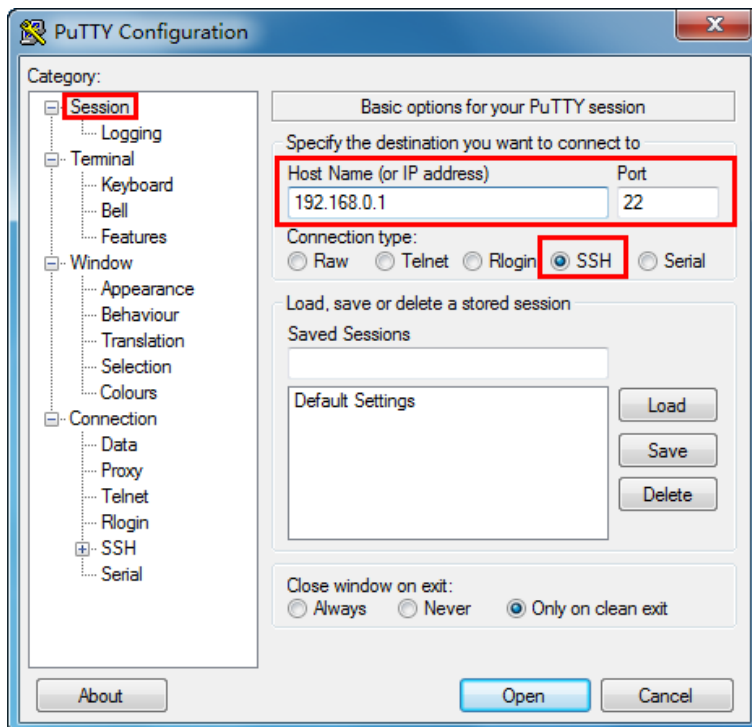 PuTTY Configuration
Category:
Session
Logging
Terminal
Keyboard
Bell
Features
Window
Appearance
Behaviour
Translation
Selection
Colours
Connection
Data
Proxy
Telnet
Rlogin
SSH
Serial
Basic options for your PuTTY session
Specify the destination you want to connect to
Host Name (or IP address) Port
192.168.0.1 22
Connection type:
Raw Telnet Rlogin SSH Serial
Load, save or delete a stored session
Saved Sessions
Default Settings
Load
Save
Delete
Close window on exit:
Always Never Only on clean exit
About Open Cancel